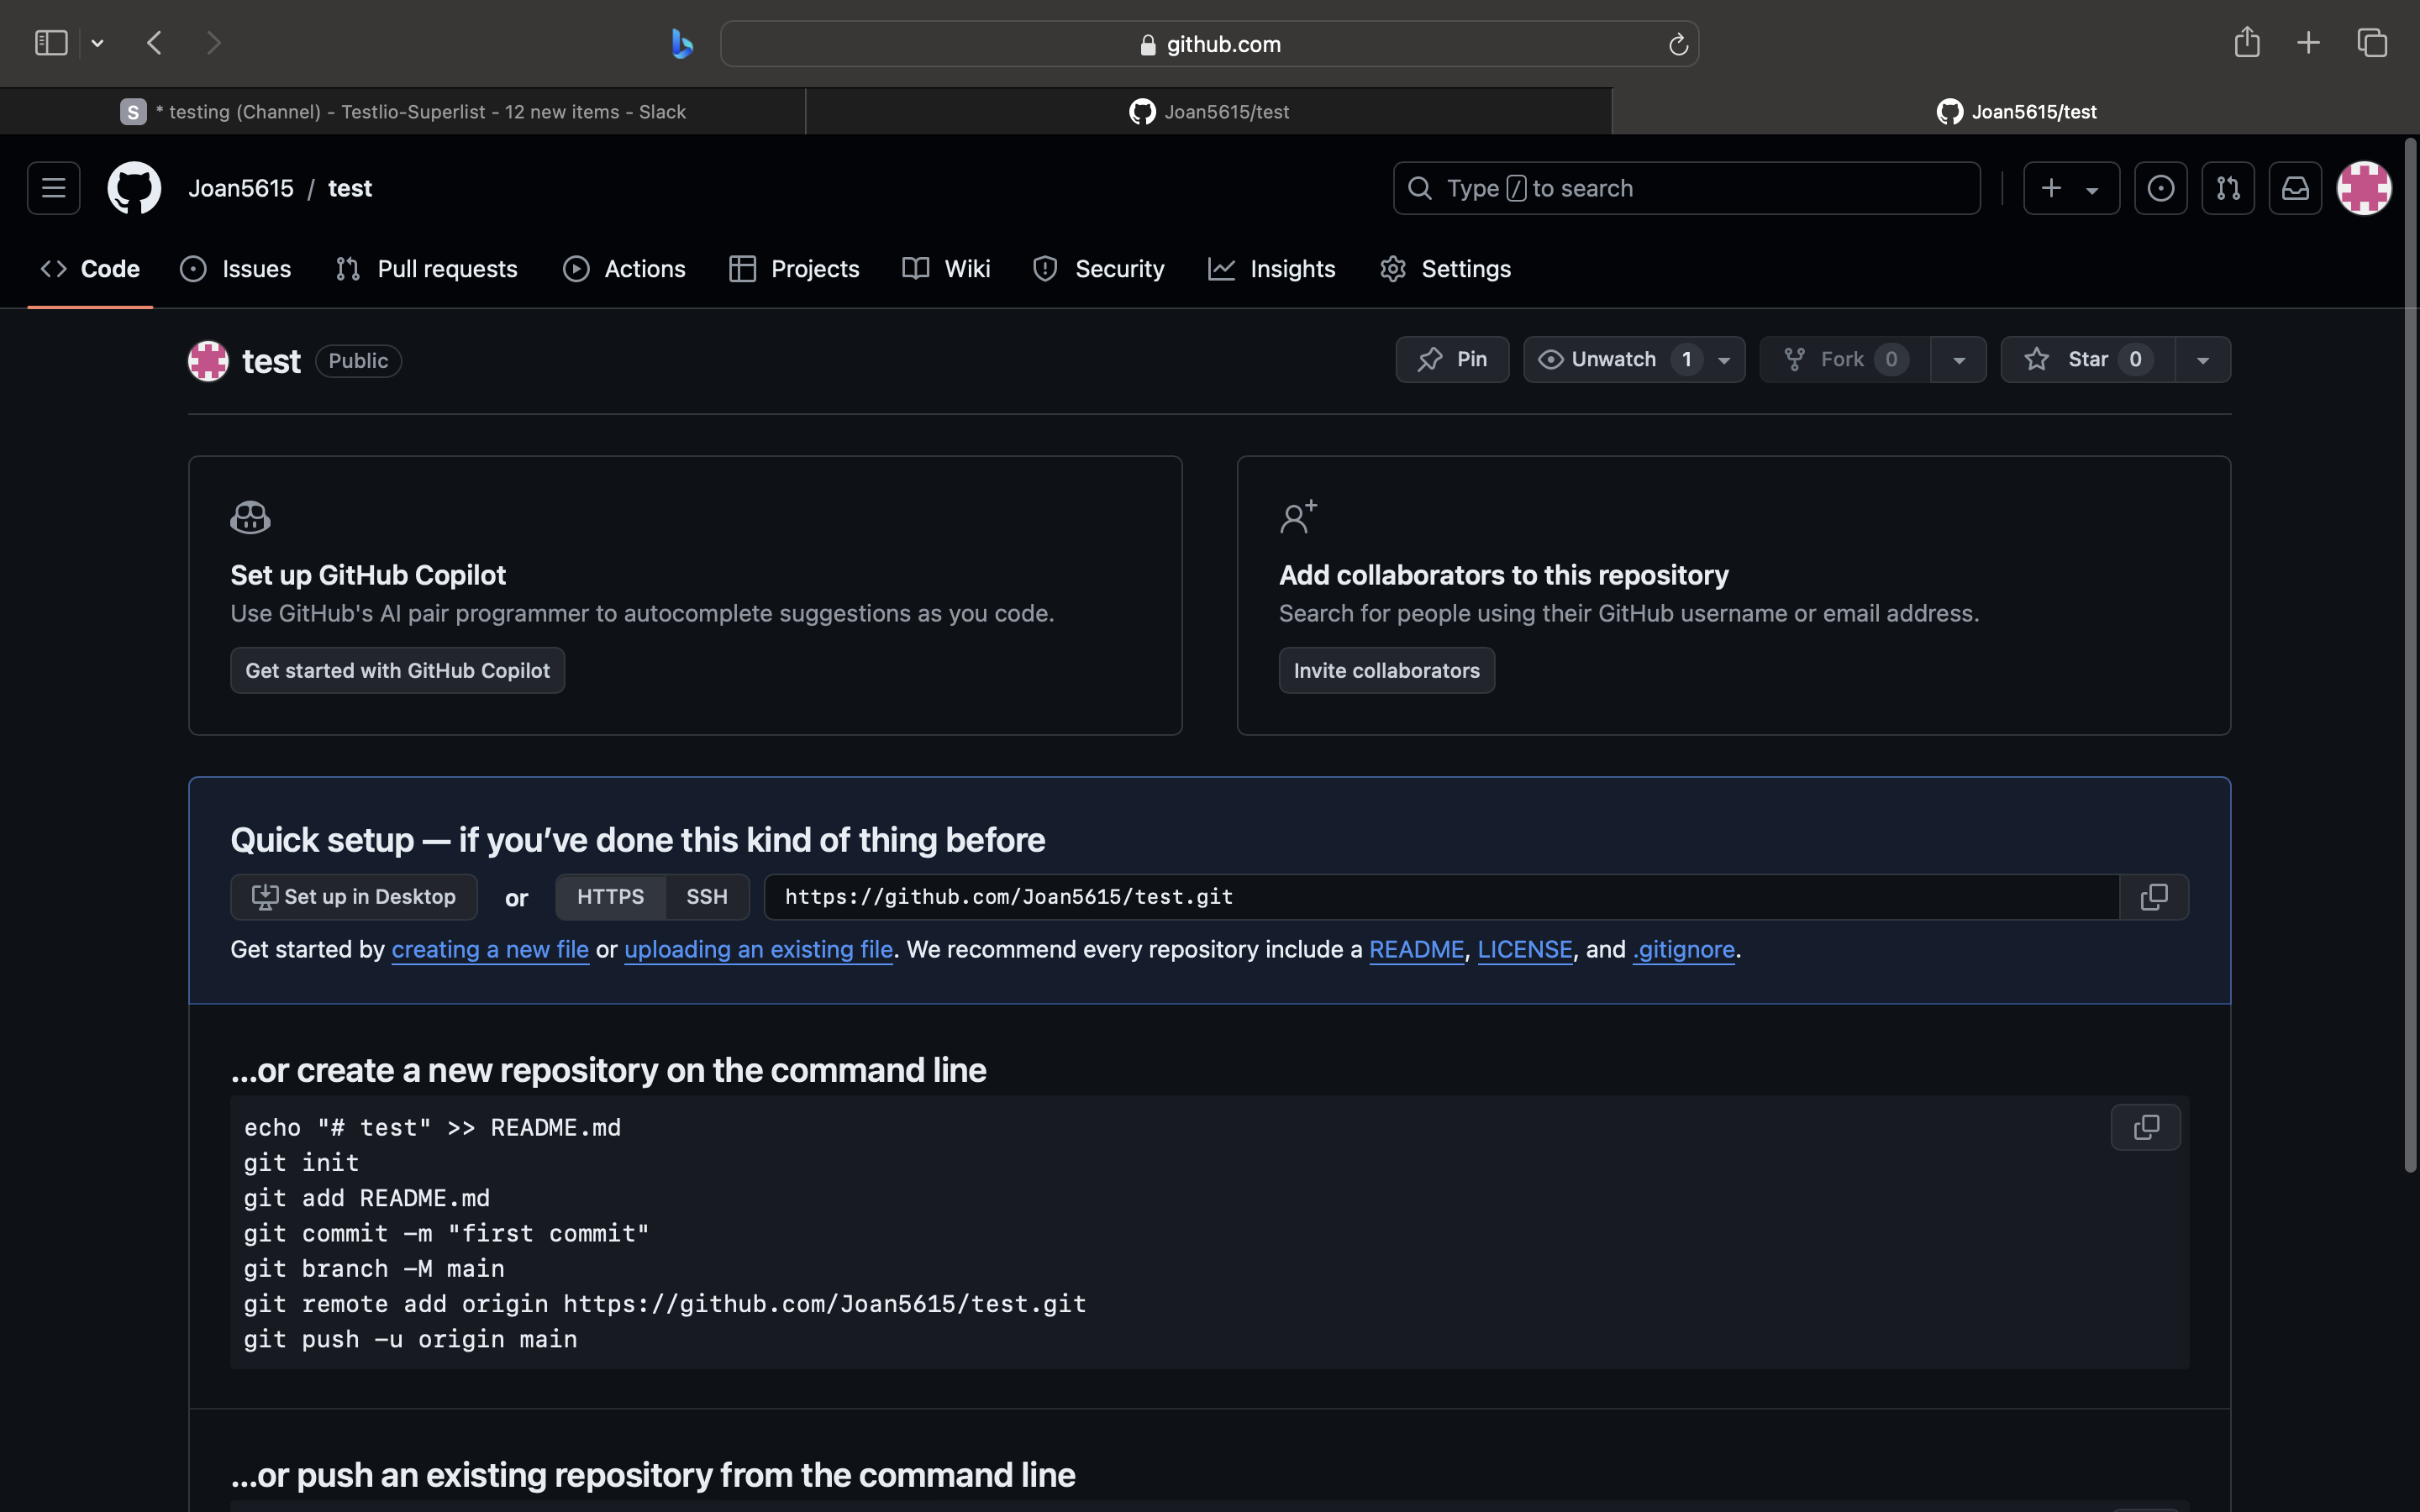 github.com
S * testing (Channel) - Testlio-Superlist - 12 new items - Slack
Joan5615/test
Joan5615/test
Joan5615 / test
Type / to search
Code
Issues
Pull requests
Actions
Projects
Wiki
Security
Insights
Settings
test Public
Pin
Unwatch 1
Fork 0
Star 0
Set up GitHub Copilot
Use GitHub's AI pair programmer to autocomplete suggestions as you code.
Get started with GitHub Copilot
Add collaborators to this repository
Search for people using their GitHub username or email address.
Invite collaborators
Quick setup — if you’ve done this kind of thing before
Set up in Desktop or HTTPS SSH https://github.com/Joan5615/test.git
Get started by creating a new file or uploading an existing file. We recommend every repository include a README, LICENSE, and .gitignore.
…or create a new repository on the command line
echo "# test" >> README.md
git init
git add README.md
git commit -m "first commit"
git branch -M main
git remote add origin https://github.com/Joan5615/test.git
git push -u origin main
…or push an existing repository from the command line